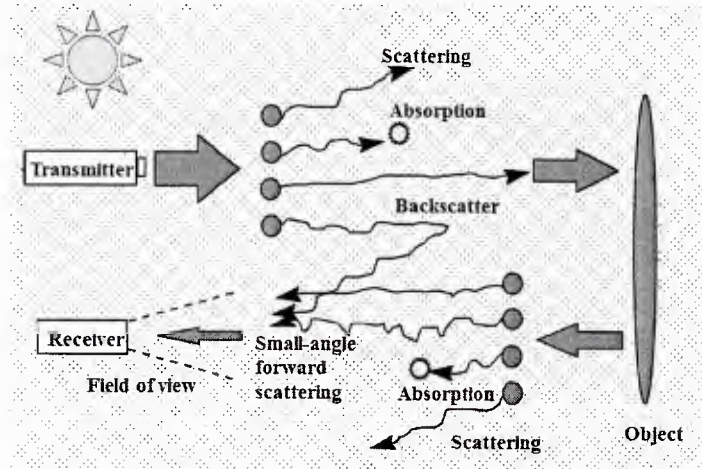 Scattering
Absorption
Transmitter
Backscatter
Receiver
Small-angle
forward
scattering
Field of view
Absorption
Scattering
Object